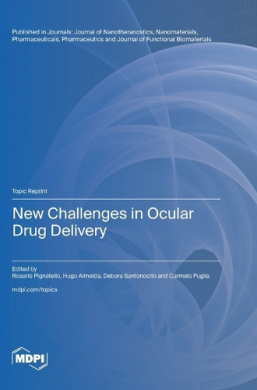 Published in Journals: Journal of Nanotheranostics, Nanomaterials,
Pharmaceuticals, Pharmaceutics and Journal of Functional Biomaterials
Topic Reprint
New Challenges in Ocular
Drug Delivery
Edited by
Rosario Pignatello, Hugo Almeida, Debora Santonocito and Carmelo Puglia
mdpi.com/topics
MDPI